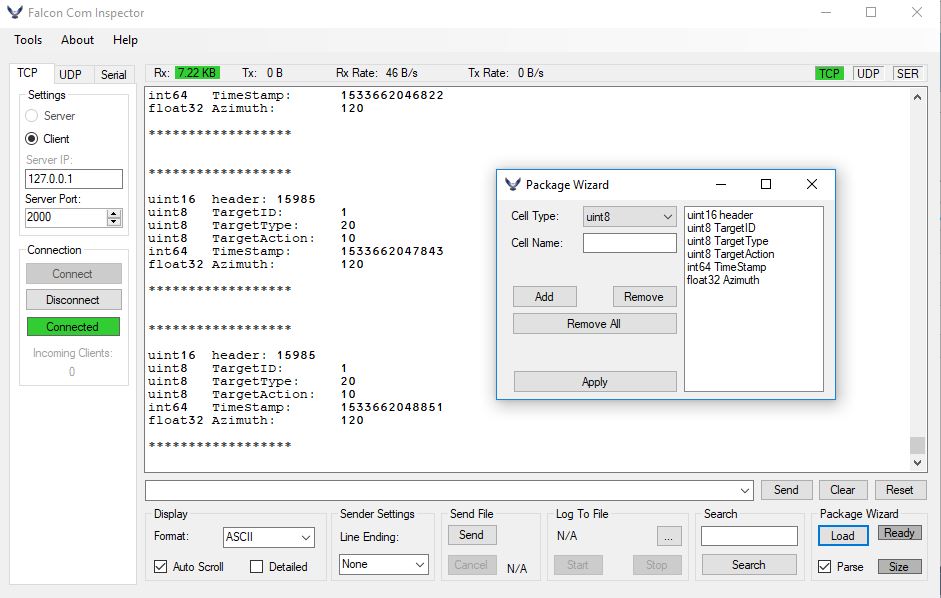 Falcon Com Inspector
Tools About Help
TCP UDP Serial
Settings
Server
Client
Server IP:
127.0.0.1
Server Port:
2000
Connection
Connect
Disconnect
Connected
Incoming Clients:
0
Rx: 7.22 KB Tx: 0 B Rx Rate: 46 B/s Tx Rate: 0 B/s TCP UDP SER
int64 TimeStamp: 1533662046822
float32 Azimuth: 120
******************
******************
uint16 header: 15985
uint8 TargetID: 1
uint8 TargetType: 20
uint8 TargetAction: 10
int64 TimeStamp: 1533662047843
float32 Azimuth: 120
******************
******************
uint16 header: 15985
uint8 TargetID: 1
uint8 TargetType: 20
uint8 TargetAction: 10
int64 TimeStamp: 1533662048851
float32 Azimuth: 120
******************
Package Wizard
Cell Type: uint8
Cell Name:
Add Remove
Remove All
Apply
uint16 header
uint8 TargetID
uint8 TargetType
uint8 TargetAction
int64 TimeStamp
float32 Azimuth
Send Clear Reset
Display
Format: ASCII
Auto Scroll Detailed
Sender Settings
Line Ending:
None
Send File
Send
Cancel N/A
Log To File
N/A ...
Start Stop
Search
Search
Package Wizard
Load Ready
Parse Size